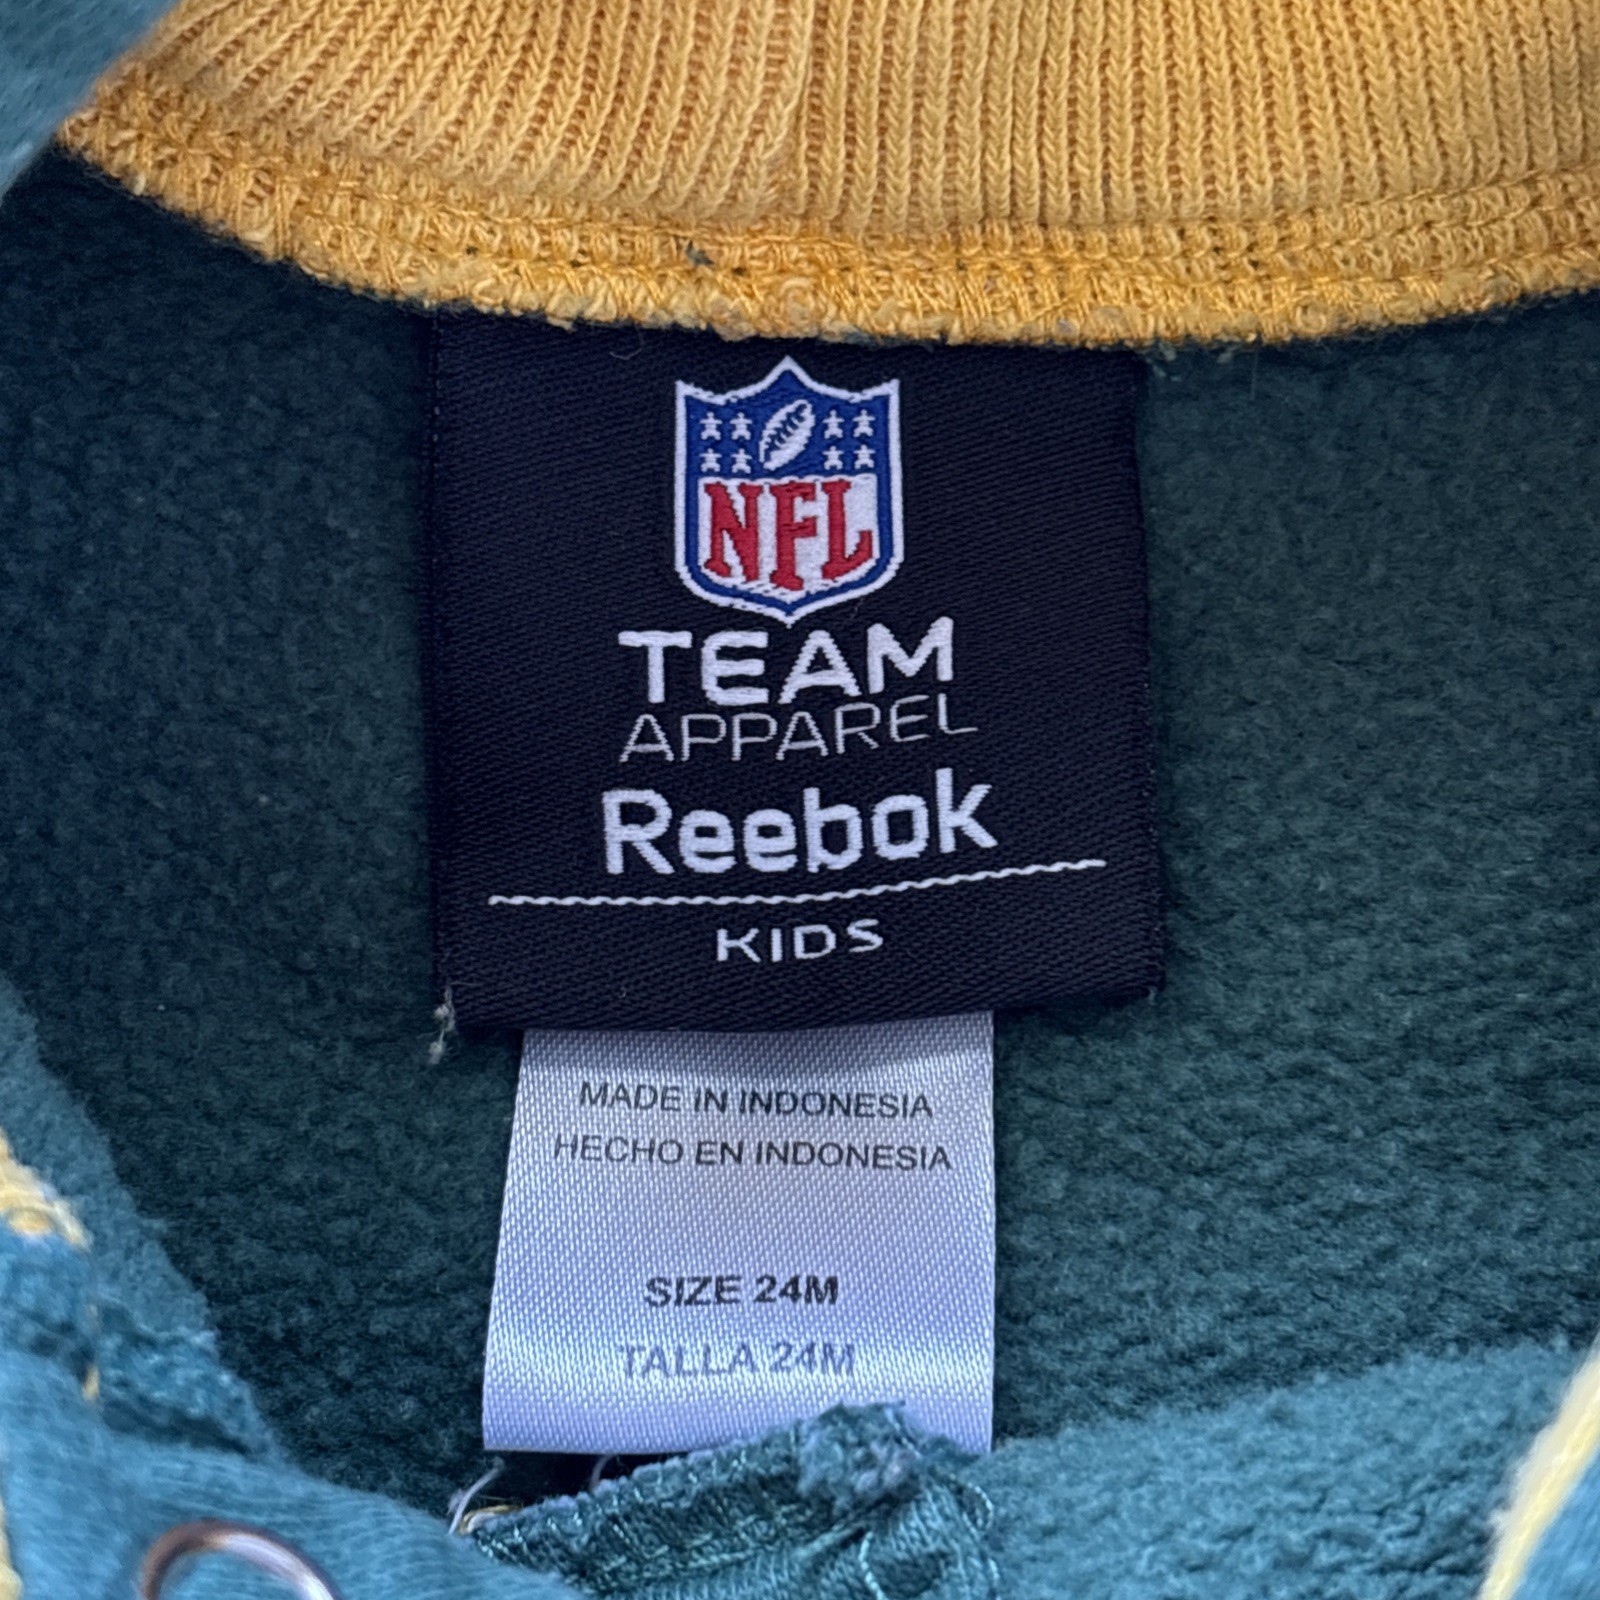 NFL
TEAM
APPAREL
Reebok
KIDS
MADE IN INDONESIA
HECHO EN INDONESIA
SIZE 24M
TALLA 24M